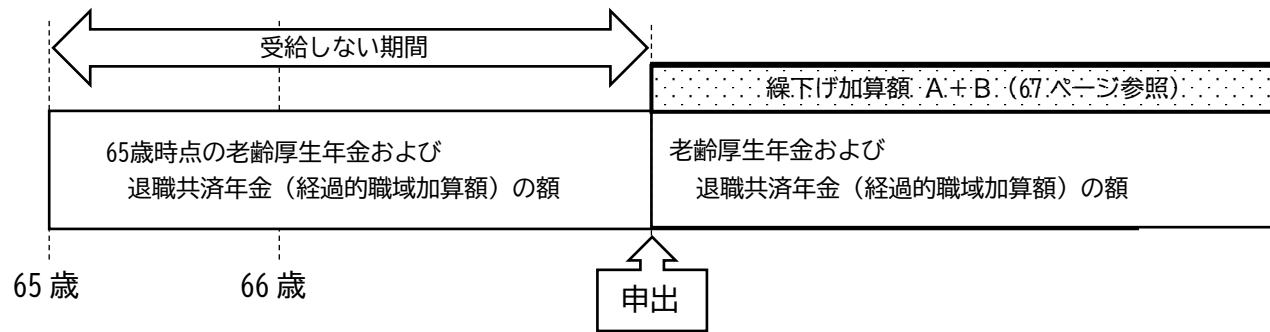 受給しない期間
繰下げ加算額 A+B (67ページ参照)
65歳時点の老齢厚生年金および
退職共済年金（経過的職域加算額）の額
老齢厚生年金および
退職共済年金（経過的職域加算額）の額
65歳
66歳
申出